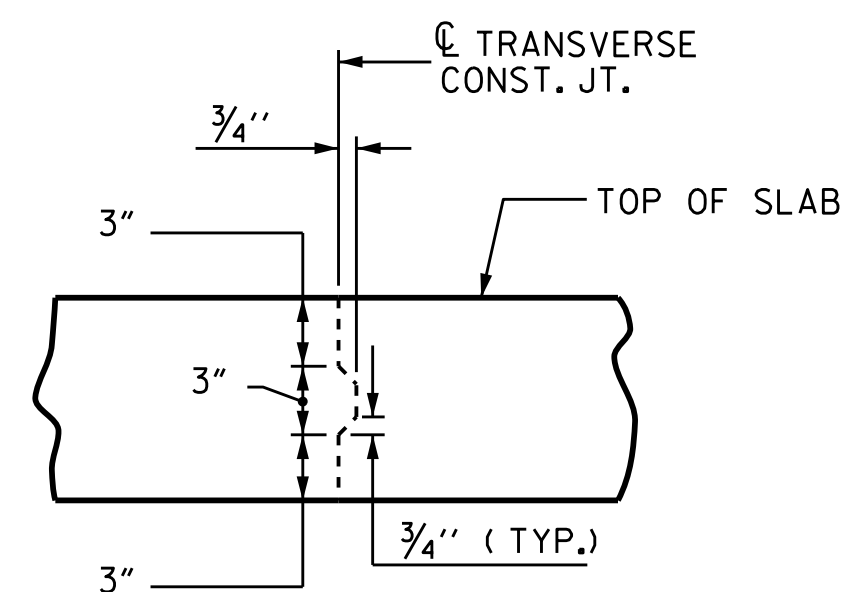 ℄ TRANSVERSE
CONST. JT.
3/4"
TOP OF SLAB
3"
3"
3/4" (TYP.)
3"